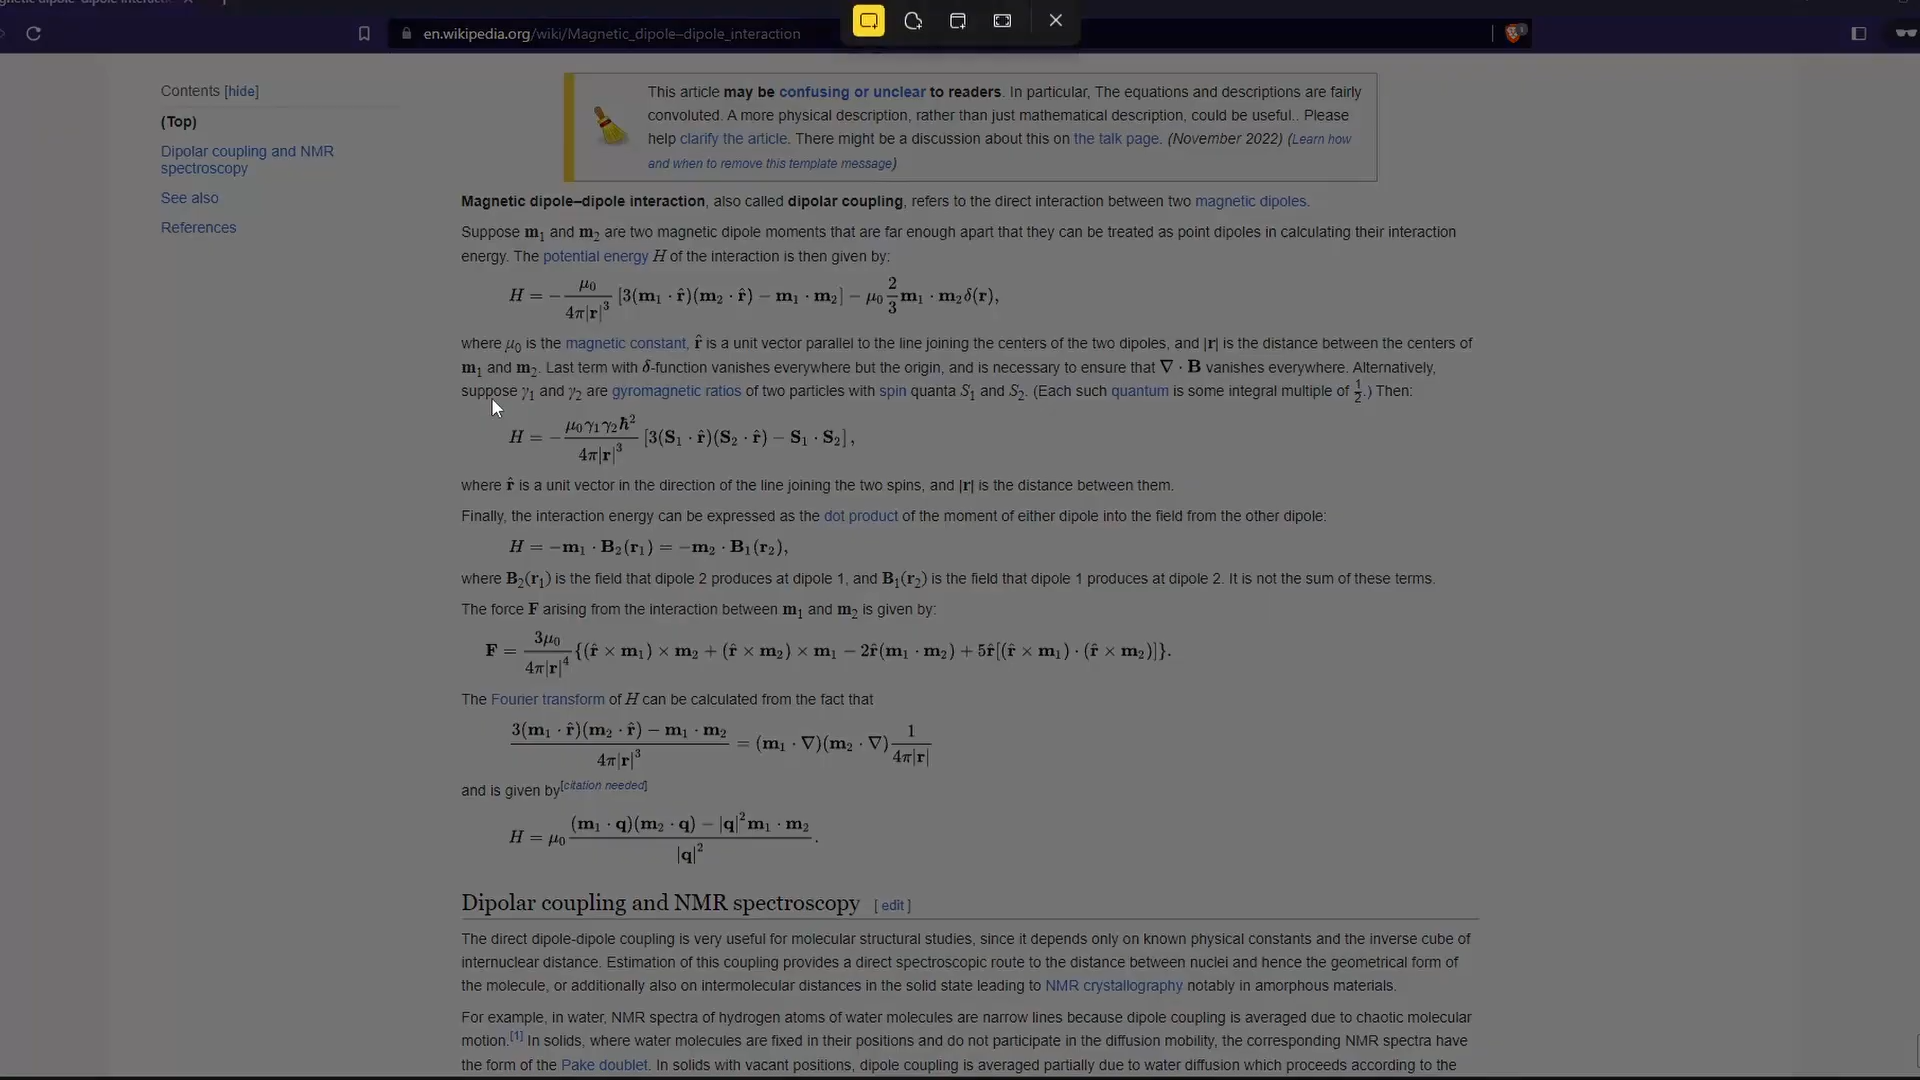 en.wikipedia.org/wiki/Magnetic_dipole–dipole_interaction
Contents [hide]
(Top)
Dipolar coupling and NMR
spectroscopy
See also
References
This article may be confusing or unclear to readers. In particular, The equations and descriptions are fairly
convoluted. A more physical description, rather than just mathematical description, could be useful.. Please
help clarify the article. There might be a discussion about this on the talk page. (November 2022) (Learn how
and when to remove this template message)
Magnetic dipole–dipole interaction, also called dipolar coupling, refers to the direct interaction between two magnetic dipoles.
Suppose m₁ and m₂ are two magnetic dipole moments that are far enough apart that they can be treated as point dipoles in calculating their interaction
energy. The potential energy H of the interaction is then given by:
H = −μ₀/(4π|r|³) [3(m₁ · r̂)(m₂ · r̂) − m₁ · m₂] − μ₀ 2/3 m₁ · m₂δ(r),
where μ₀ is the magnetic constant, r̂ is a unit vector parallel to the line joining the centers of the two dipoles, and |r| is the distance between the centers of
m₁ and m₂. Last term with δ-function vanishes everywhere but the origin, and is necessary to ensure that ∇ · B vanishes everywhere. Alternatively,
suppose γ₁ and γ₂ are gyromagnetic ratios of two particles with spin quanta S₁ and S₂. (Each such quantum is some integral multiple of 1/2.) Then:
H = −μ₀γ₁γ₂ħ²/(4π|r|³) [3(S₁ · r̂)(S₂ · r̂) − S₁ · S₂],
where r̂ is a unit vector in the direction of the line joining the two spins, and |r| is the distance between them.
Finally, the interaction energy can be expressed as the dot product of the moment of either dipole into the field from the other dipole:
H = −m₁ · B₂(r₁) = −m₂ · B₁(r₂),
where B₂(r₁) is the field that dipole 2 produces at dipole 1, and B₁(r₂) is the field that dipole 1 produces at dipole 2. It is not the sum of these terms.
The force F arising from the interaction between m₁ and m₂ is given by:
F = 3μ₀/(4π|r|⁴) {(r̂ × m₁) × m₂ + (r̂ × m₂) × m₁ − 2r̂(m₁ · m₂) + 5r̂[(r̂ × m₁) · (r̂ × m₂)]}.
The Fourier transform of H can be calculated from the fact that
(3(m₁ · r̂)(m₂ · r̂) − m₁ · m₂)/(4π|r|³) = (m₁ · ∇)(m₂ · ∇) 1/(4π|r|)
and is given by[citation needed]
H = μ₀ ((m₁ · q)(m₂ · q) − |q|²m₁ · m₂)/|q|².
Dipolar coupling and NMR spectroscopy [ edit ]
The direct dipole-dipole coupling is very useful for molecular structural studies, since it depends only on known physical constants and the inverse cube of
internuclear distance. Estimation of this coupling provides a direct spectroscopic route to the distance between nuclei and hence the geometrical form of
the molecule, or additionally also on intermolecular distances in the solid state leading to NMR crystallography notably in amorphous materials.
For example, in water, NMR spectra of hydrogen atoms of water molecules are narrow lines because dipole coupling is averaged due to chaotic molecular
motion.[1] In solids, where water molecules are fixed in their positions and do not participate in the diffusion mobility, the corresponding NMR spectra have
the form of the Pake doublet. In solids with vacant positions, dipole coupling is averaged partially due to water diffusion which proceeds according to the